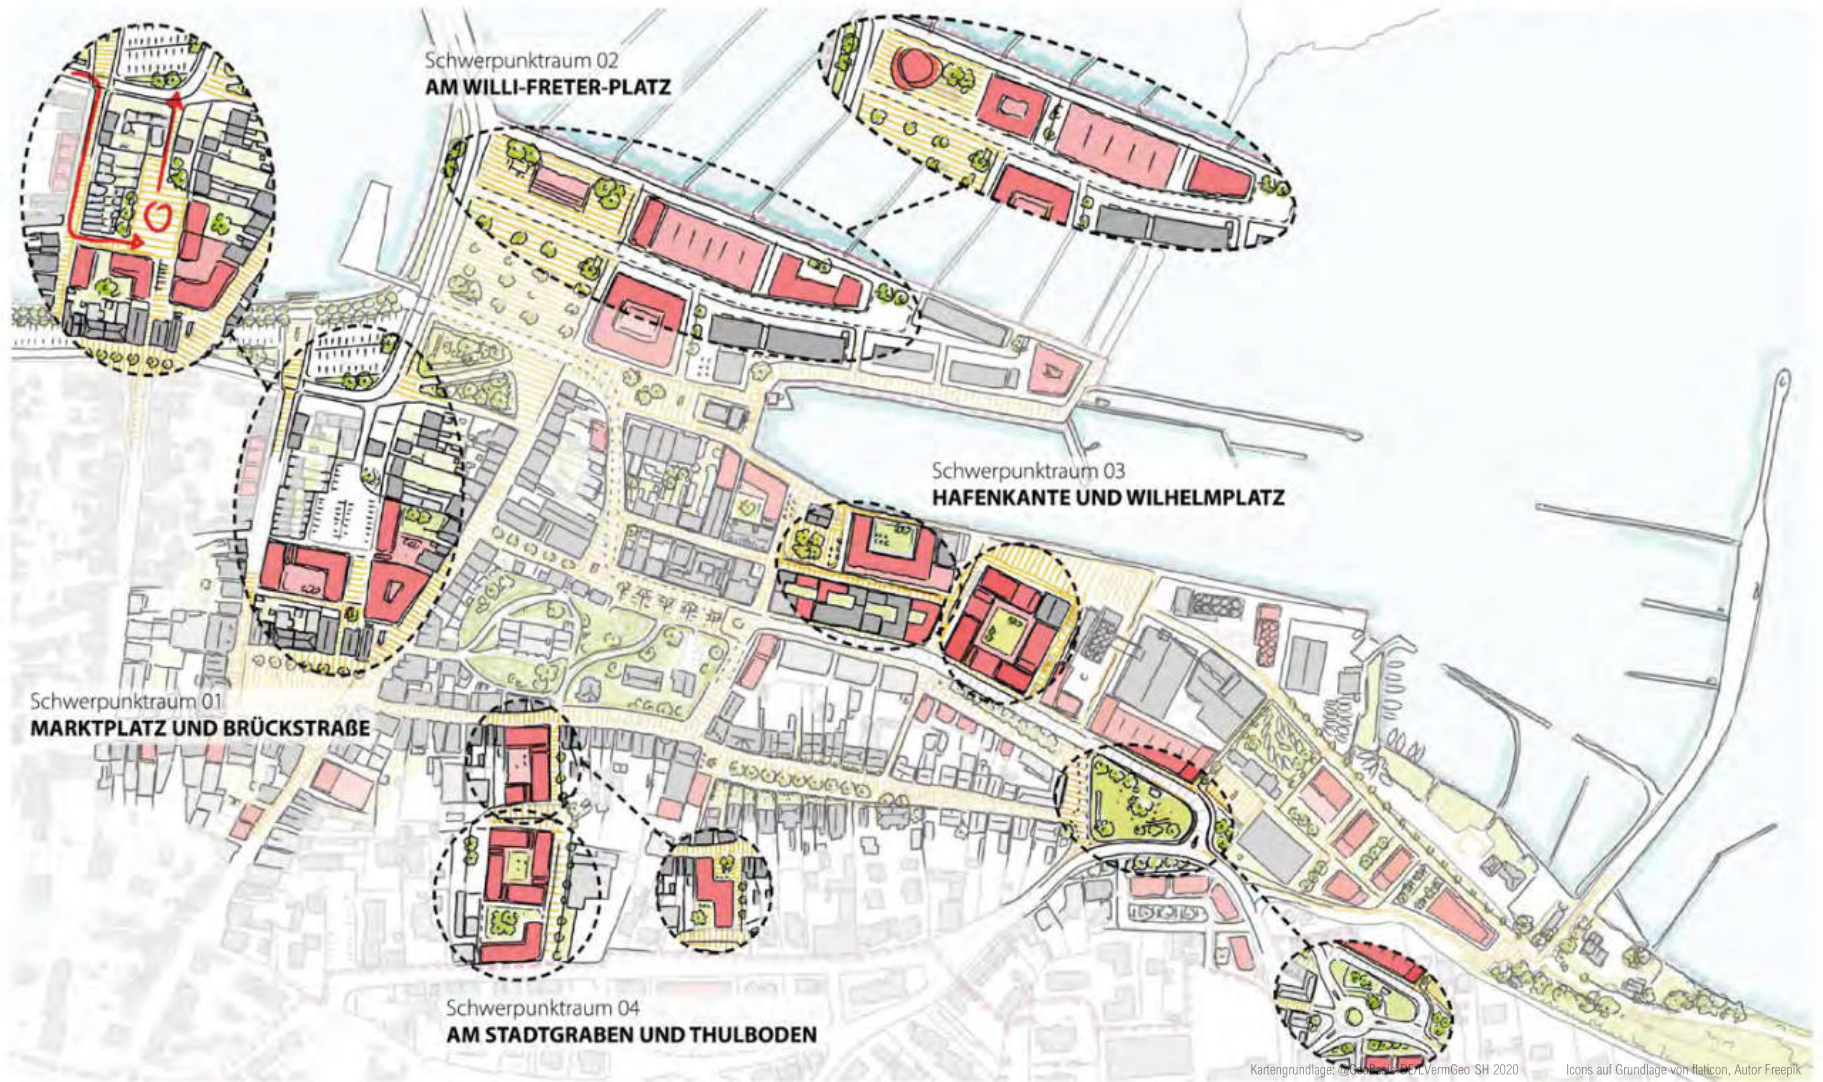 Schwerpunktraum 02
AM WILLI-FRETER-PLATZ
Schwerpunktraum 03
HAFENKANTE UND WILHELMPLATZ
Schwerpunktraum 01
MARKTPLATZ UND BRÜCKSTRAßE
Schwerpunktraum 04
AM STADTGRABEN UND THULBODEN
Kartengrundlage: SH 2020
Icons auf Grundlage von flaticon, Autor Freepik